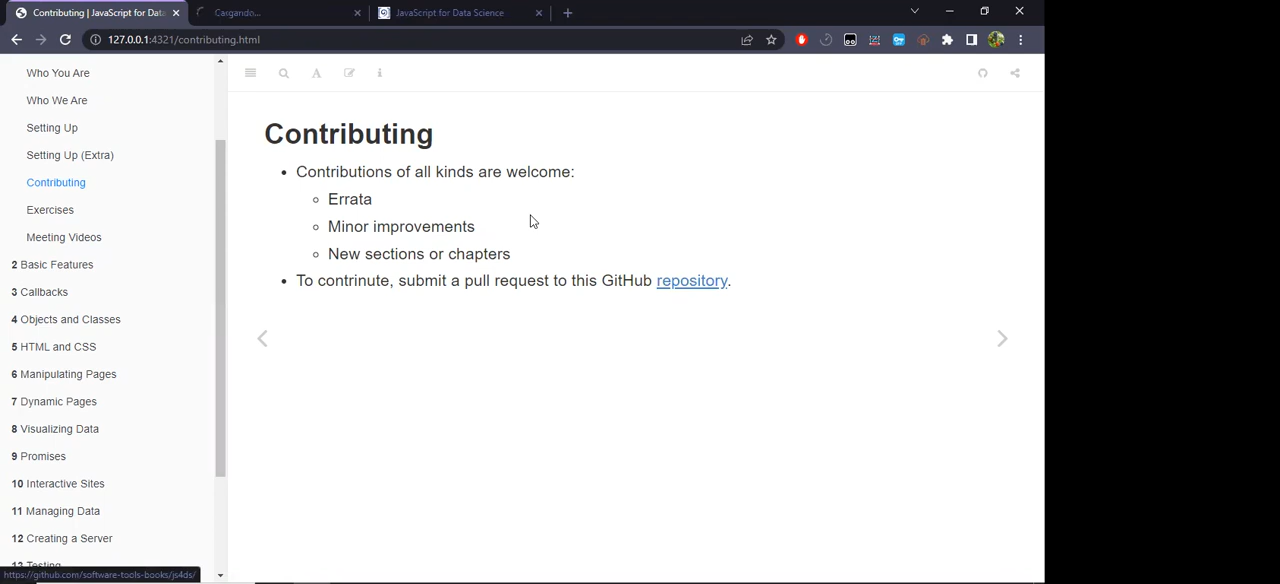 Contributing | JavaScript for Data
Cargando...
JavaScript for Data Science
127.0.0.1:4321/contributing.html
Who You Are
Who We Are
Setting Up
Setting Up (Extra)
Contributing
Exercises
Meeting Videos
2 Basic Features
3 Callbacks
4 Objects and Classes
5 HTML and CSS
6 Manipulating Pages
7 Dynamic Pages
8 Visualizing Data
9 Promises
10 Interactive Sites
11 Managing Data
12 Creating a Server
13 Testing
https://github.com/software-tools-books/js4ds/
A
i
Contributing
• Contributions of all kinds are welcome:
◦ Errata
◦ Minor improvements
◦ New sections or chapters
• To contrinute, submit a pull request to this GitHub repository.